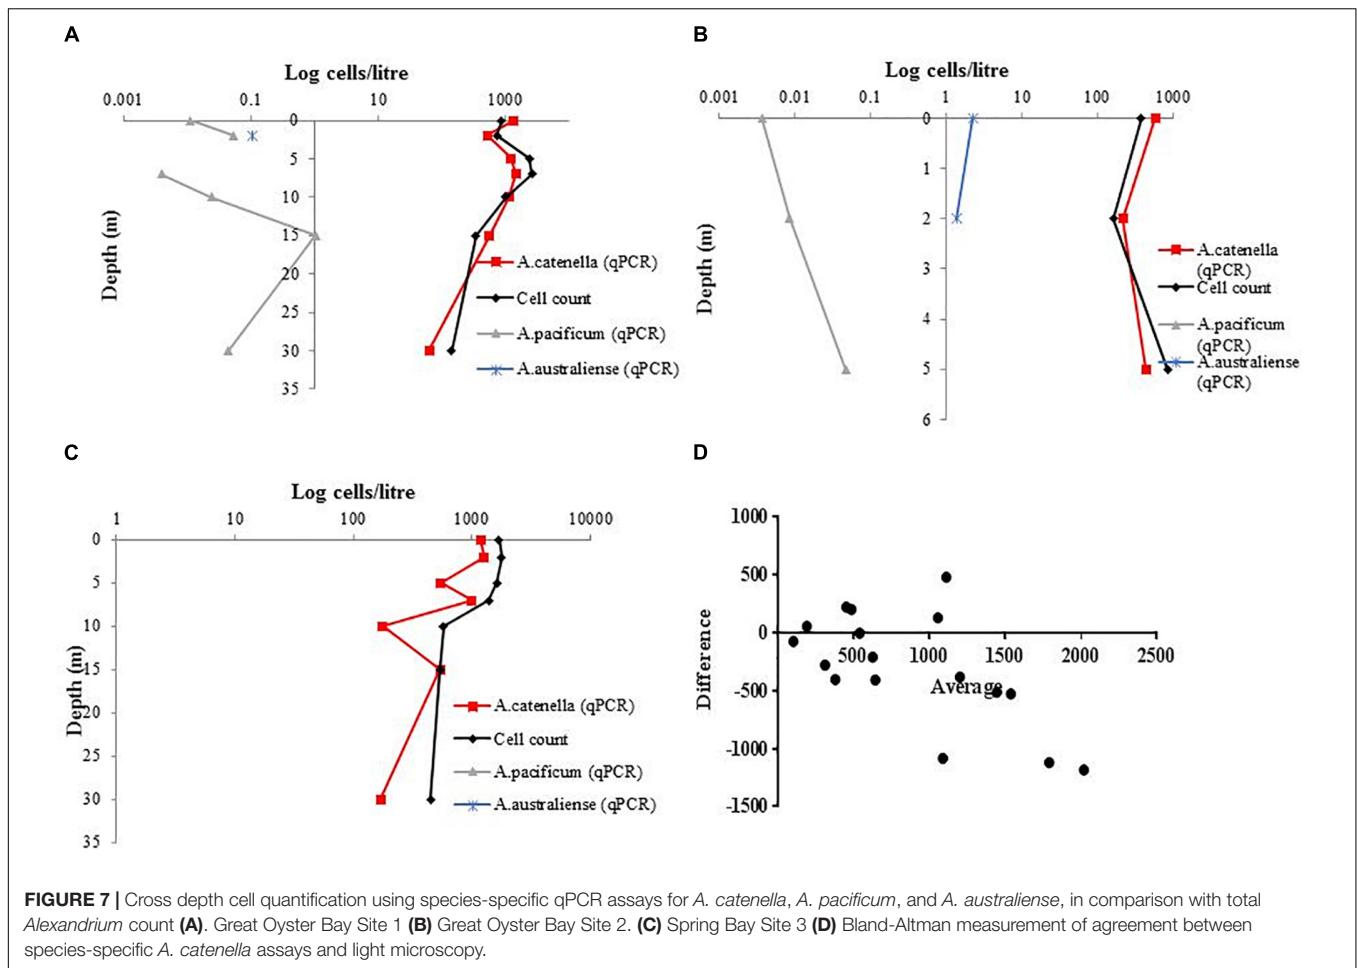 A
Log cells/litre
0.001 0.1 10 1000
0
5
10
15
20
25
30
35
Depth (m)
A.catenella (qPCR)
Cell count
A.pacificum (qPCR)
A.australiense (qPCR)
B
Log cells/litre
0.001 0.01 0.1 1 10 100 1000
0
1
2
3
4
5
6
Depth (m)
A.catenella
(qPCR)
Cell count
A.pacificum
(qPCR)
A.australiense
(qPCR)
C
Log cells/litre
1 10 100 1000 10000
0
5
10
15
20
25
30
35
Depth (m)
A.catenella (qPCR)
Cell count
A.pacificum (qPCR)
A.australiense (qPCR)
D
1000
500
0
-500
-1000
-1500
500 1000 1500 2000 2500
Difference
Average
FIGURE 7 | Cross depth cell quantification using species-specific qPCR assays for A. catenella, A. pacificum, and A. australiense, in comparison with total
Alexandrium count (A). Great Oyster Bay Site 1 (B) Great Oyster Bay Site 2. (C) Spring Bay Site 3 (D) Bland-Altman measurement of agreement between
species-specific A. catenella assays and light microscopy.